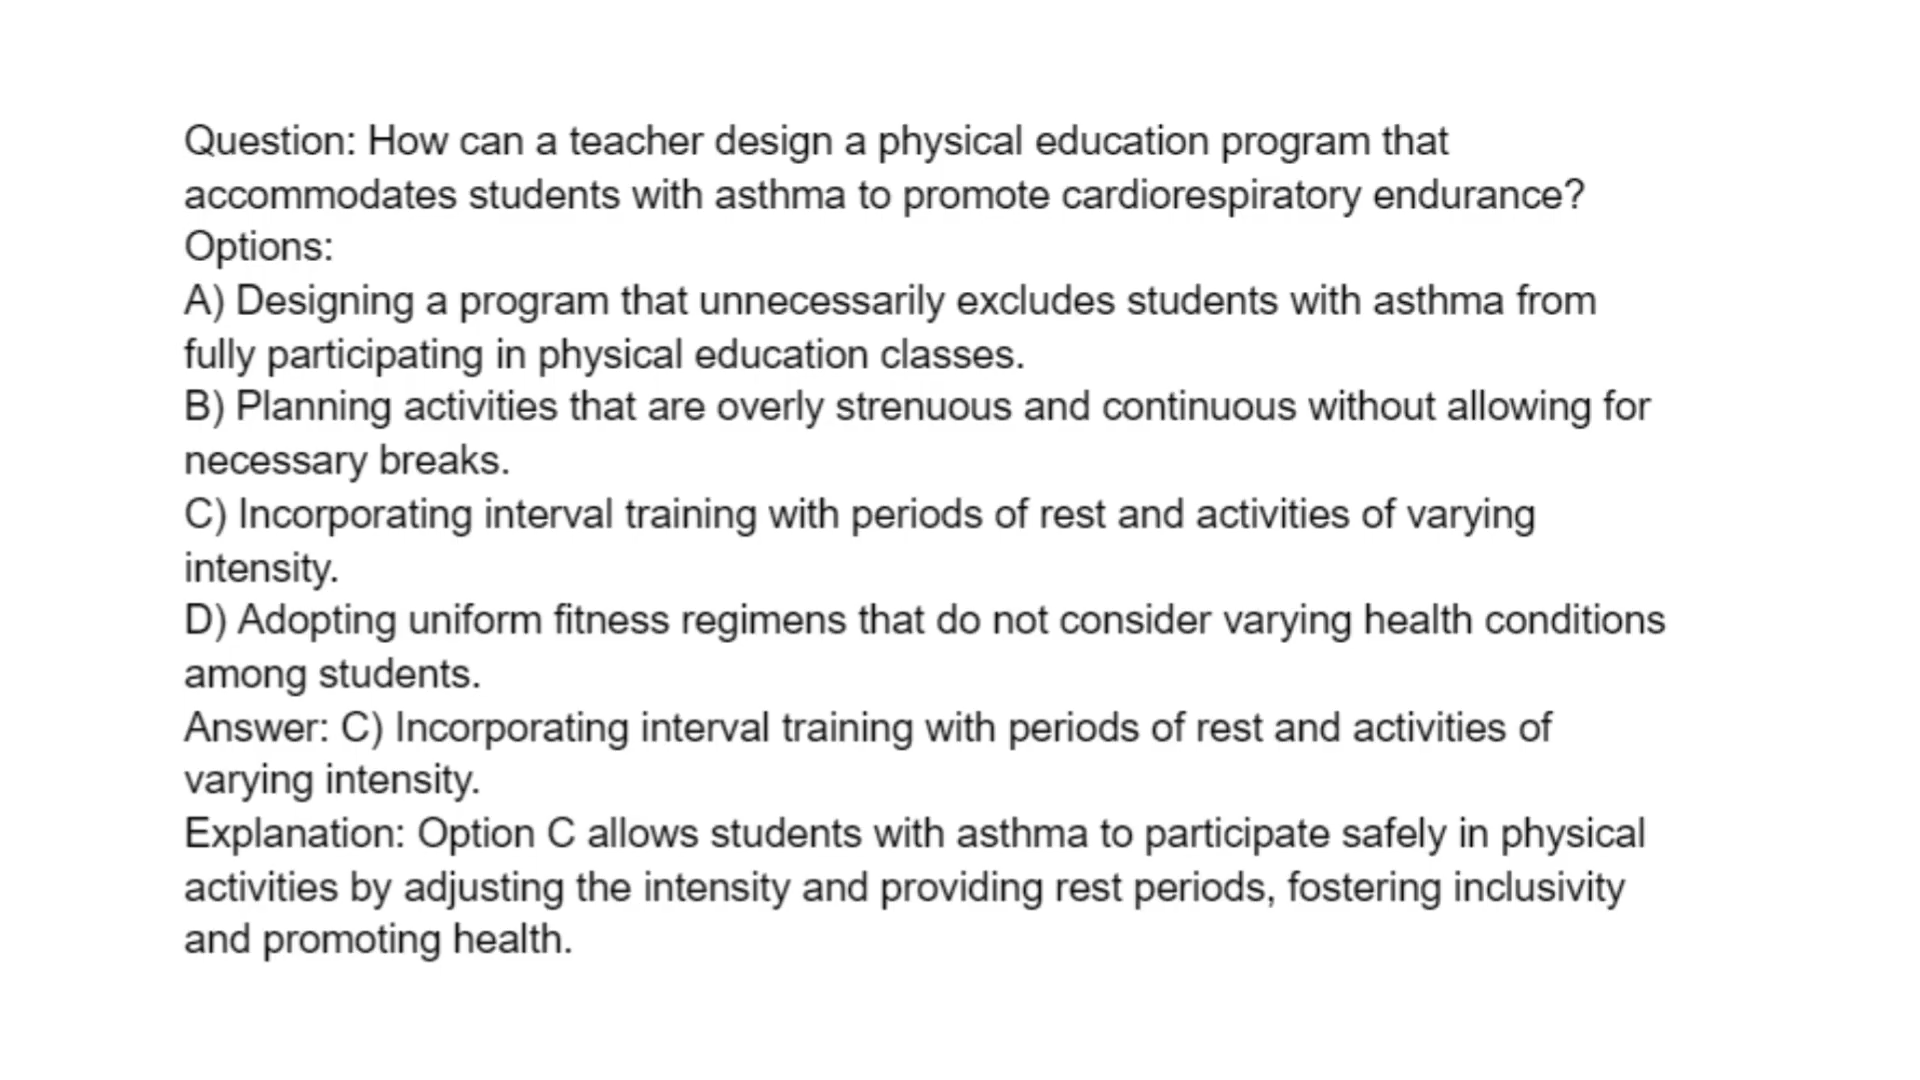 Question: How can a teacher design a physical education program that
accommodates students with asthma to promote cardiorespiratory endurance?
Options:
A) Designing a program that unnecessarily excludes students with asthma from
fully participating in physical education classes.
B) Planning activities that are overly strenuous and continuous without allowing for
necessary breaks.
C) Incorporating interval training with periods of rest and activities of varying
intensity.
D) Adopting uniform fitness regimens that do not consider varying health conditions
among students.
Answer: C) Incorporating interval training with periods of rest and activities of
varying intensity.
Explanation: Option C allows students with asthma to participate safely in physical
activities by adjusting the intensity and providing rest periods, fostering inclusivity
and promoting health.